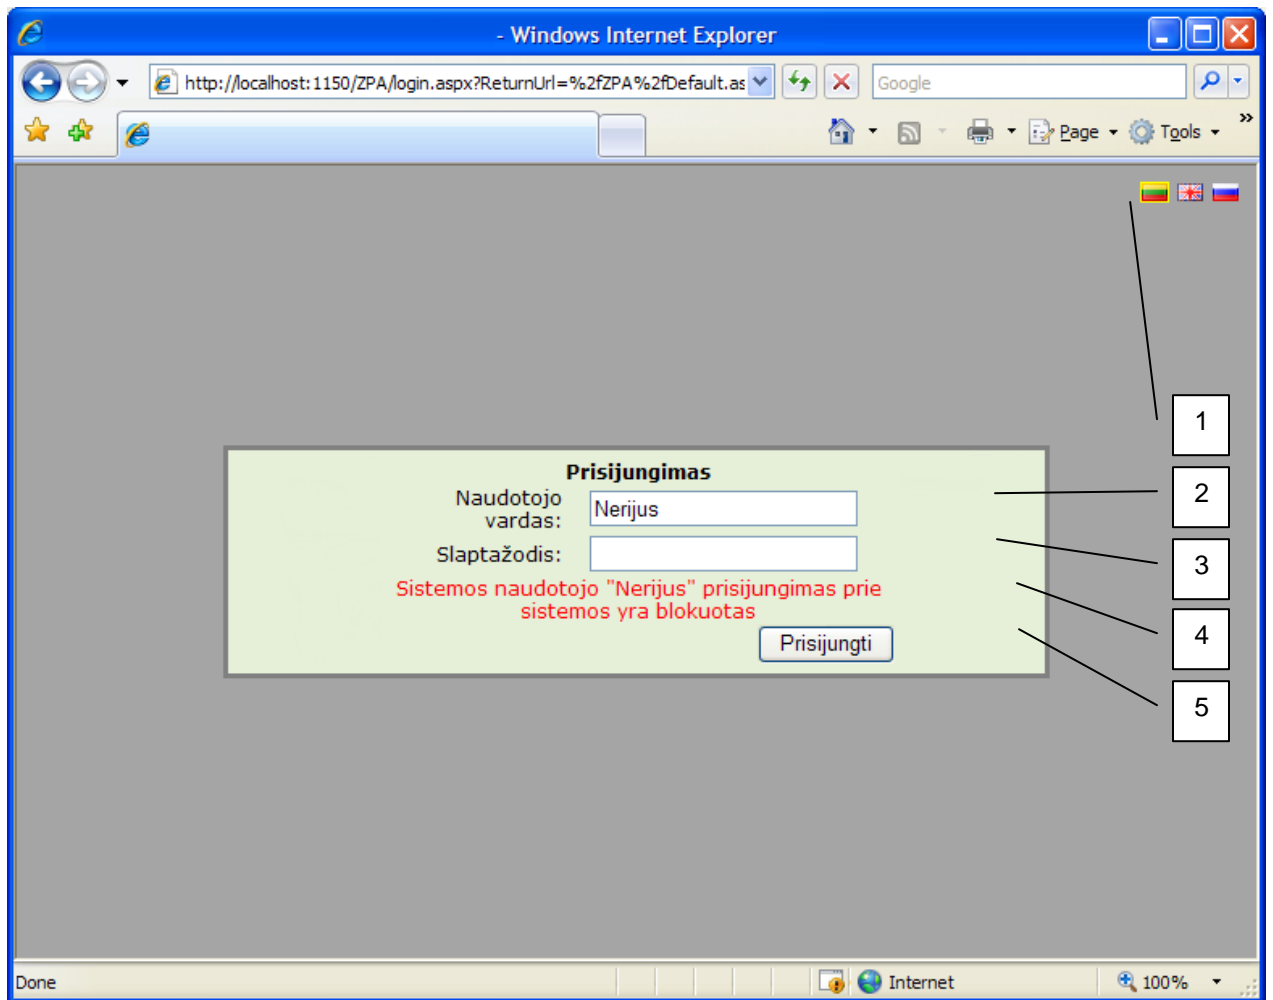 - Windows Internet Explorer
http://localhost:1150/ZPA/login.aspx?ReturnUrl=%2fZPA%2fDefault.as
Google
Page
Tools
»
1
Prisijungimas
Naudotojo
vardas:
Nerijus
2
Slaptažodis:
3
Sistemos naudotojo "Nerijus" prisijungimas prie
sistemos yra blokuotas
4
Prisijungti
5
Done
Internet
100%